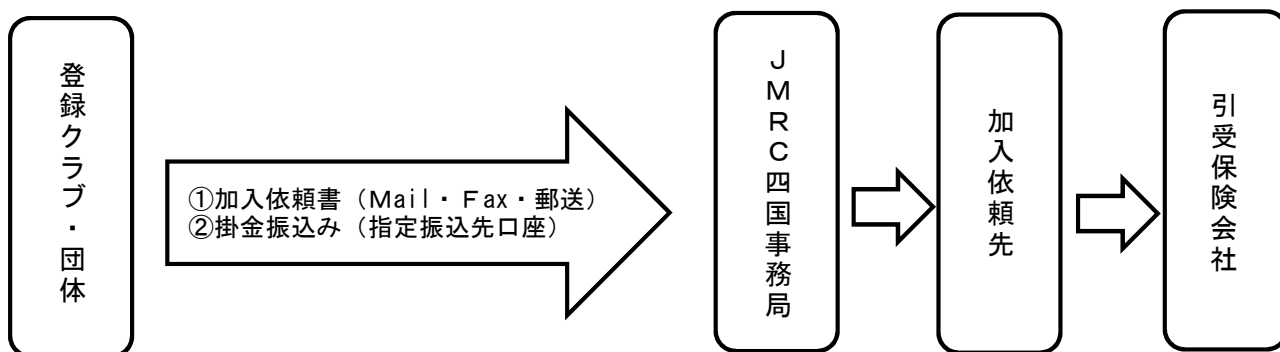 登録クラブ・団体
①加入依頼書(Mail・Fax・郵送)
②掛金振込み(指定振込先口座)
JMRC四国事務局
加入依頼先
引受保険会社